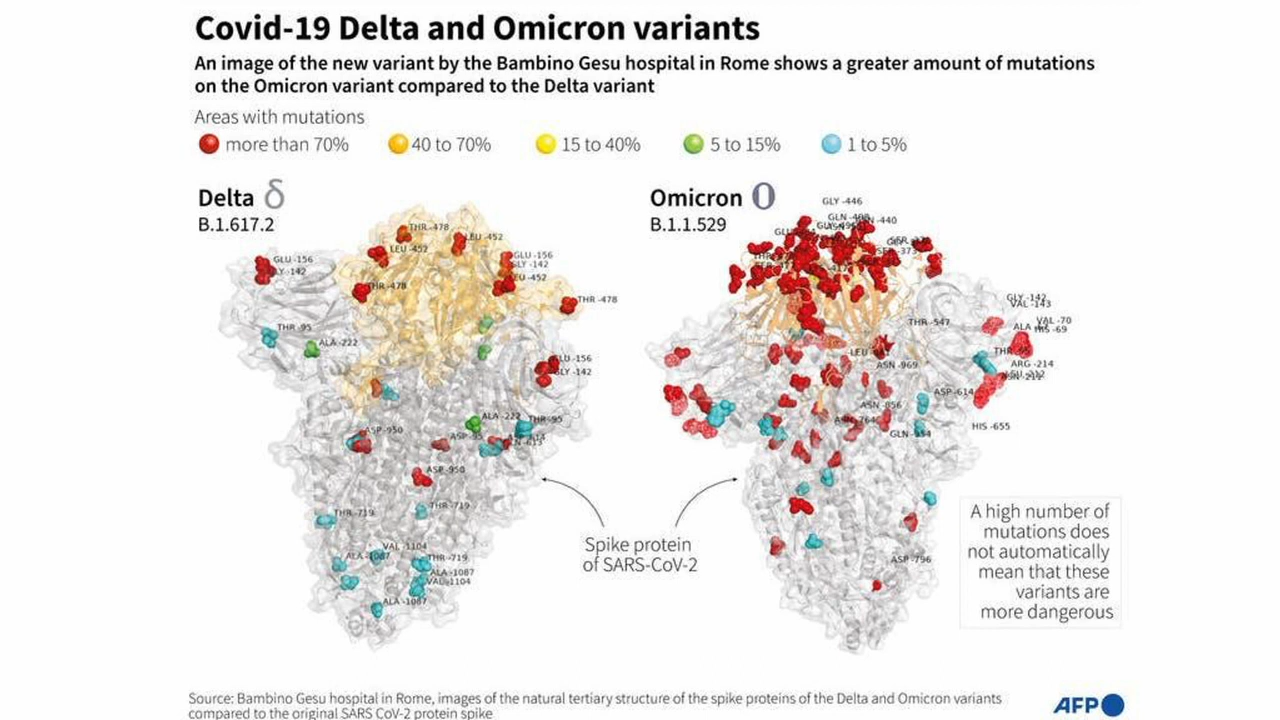 Covid-19 Delta and Omicron variants
An image of the new variant by the Bambino Gesu hospital in Rome shows a greater amount of mutations
on the Omicron variant compared to the Delta variant
Areas with mutations
more than 70%
40 to 70%
15 to 40%
5 to 15%
1 to 5%
Delta δ
B.1.617.2
THR -478
LEU -452
LEU -452
GLU -156
GLY -142
GLU -156
GLY -142
LEU -452
THR -478
THR -478
THR -95
ALA -222
GLU -156
GLY -142
ALA -222
THR -95
ASP -950
ASP -95
ASP -950
THR -719
THR -719
VAL -1104
ALA -1087
THR -719
ALA -1087
VAL -1104
ALA -1087
Omicron Ο
B.1.1.529
GLY -446
GLY -142
VAL -143
VAL -70
HIS -69
THR -547
ARG -214
ASN -969
ASP -614
ASN -856
ASN -764
HIS -655
GLN -954
ASP -796
Spike protein
of SARS-CoV-2
A high number of
mutations does
not automatically
mean that these
variants are
more dangerous
Source: Bambino Gesu hospital in Rome, images of the natural tertiary structure of the spike proteins of the Delta and Omicron variants
compared to the original SARS CoV-2 protein spike
AFP